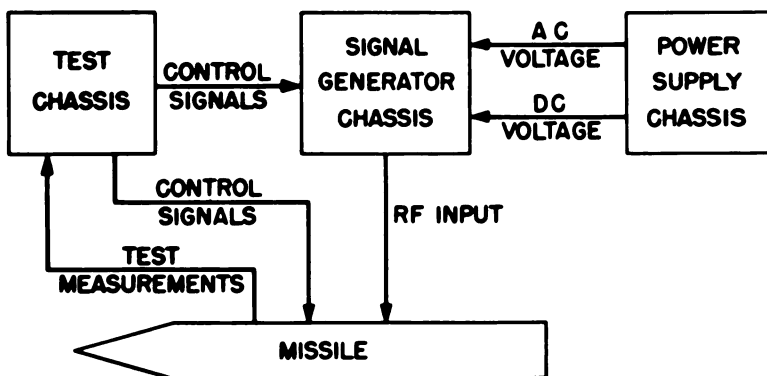 TEST
CHASSIS
CONTROL
SIGNALS
SIGNAL
GENERATOR
CHASSIS
AC
VOLTAGE
DC
VOLTAGE
POWER
SUPPLY
CHASSIS
CONTROL
SIGNALS
RF INPUT
TEST
MEASUREMENTS
MISSILE